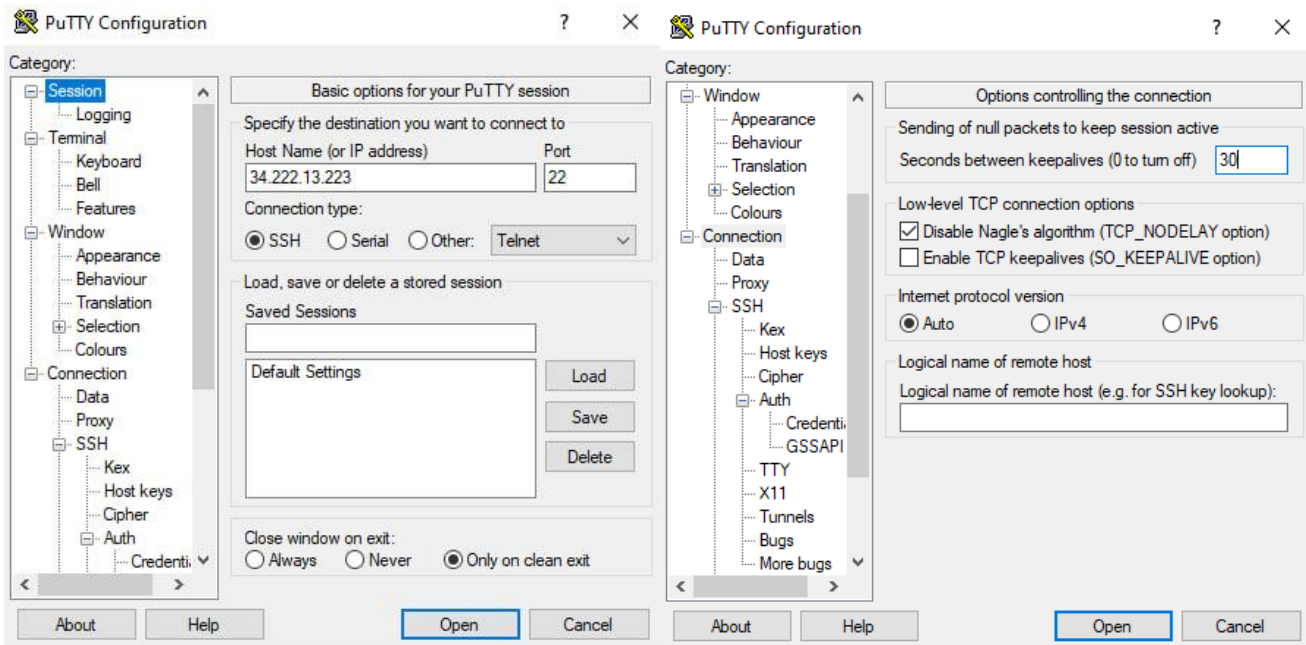 PuTTY Configuration
?
Category:
Session
Logging
Terminal
Keyboard
Bell
Features
Window
Appearance
Behaviour
Translation
Selection
Colours
Connection
Data
Proxy
SSH
Kex
Host keys
Cipher
Auth
Credenti
Basic options for your PuTTY session
Specify the destination you want to connect to
Host Name (or IP address) Port
34.222.13.223 22
Connection type:
SSH Serial Other: Telnet
Load, save or delete a stored session
Saved Sessions
Default Settings
Load
Save
Delete
Close window on exit:
Always Never Only on clean exit
About Help Open Cancel
PuTTY Configuration
?
Category:
Window
Appearance
Behaviour
Translation
Selection
Colours
Connection
Data
Proxy
SSH
Kex
Host keys
Cipher
Auth
Credenti
GSSAPI
TTY
X11
Tunnels
Bugs
More bugs
Options controlling the connection
Sending of null packets to keep session active
Seconds between keepalives (0 to turn off) 30
Low-level TCP connection options
Disable Nagle's algorithm (TCP_NODELAY option)
Enable TCP keepalives (SO_KEEPALIVE option)
Internet protocol version
Auto IPv4 IPv6
Logical name of remote host
Logical name of remote host (e.g. for SSH key lookup):
About Help Open Cancel